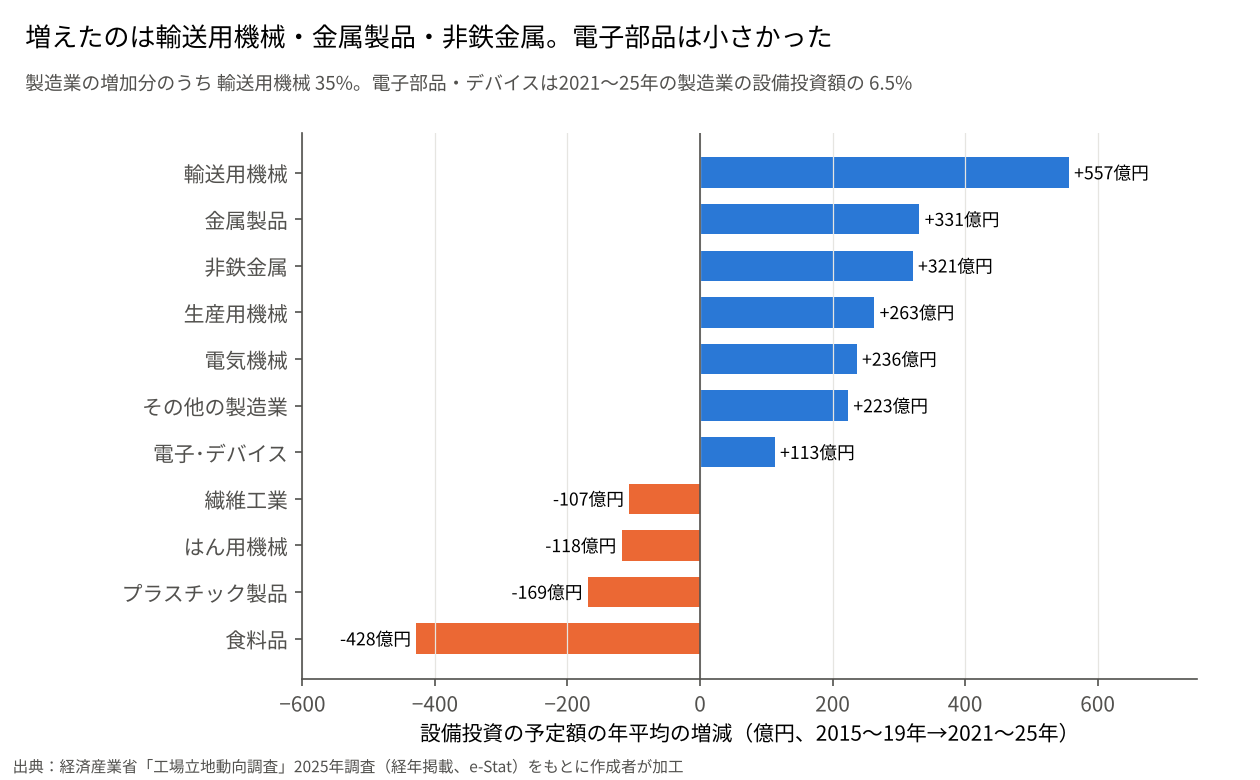 増えたのは輸送用機械・金属製品・非鉄金属。電子部品は小さかった
製造業の増加分のうち 輸送用機械 35%。電子部品・デバイスは2021～25年の製造業の設備投資額の 6.5%
輸送用機械 +557億円
金属製品 +331億円
非鉄金属 +321億円
生産用機械 +263億円
電気機械 +236億円
その他の製造業 +223億円
電子･デバイス +113億円
繊維工業 -107億円
はん用機械 -118億円
プラスチック製品 -169億円
食料品 -428億円
−600 −400 −200 0 200 400 600
設備投資の予定額の年平均の増減（億円、2015～19年→2021～25年）
出典：経済産業省「工場立地動向調査」2025年調査（経年掲載、e-Stat）をもとに作成者が加工